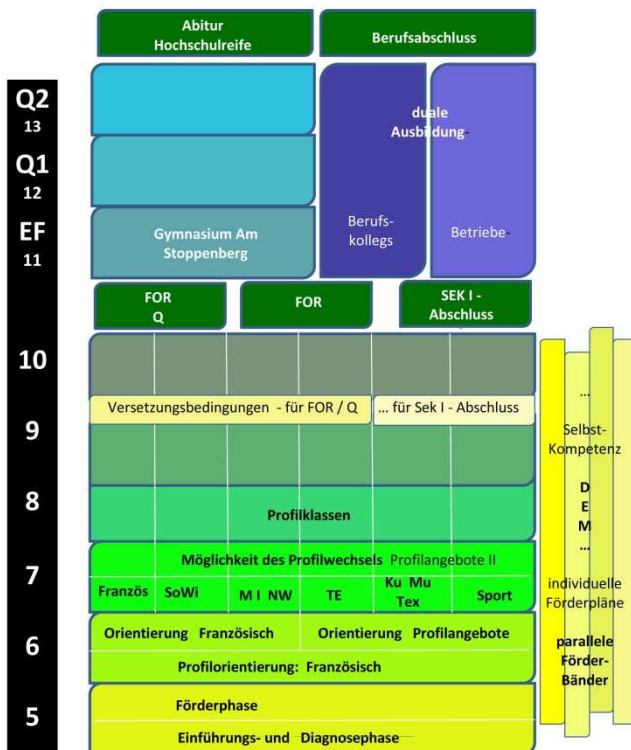 Abitur
Hochschulreife
Berufsabschluss
Q2
13
Q1
12
EF
11
duale
Ausbildung-
Gymnasium Am
Stoppenberg
Berufs-
kollegs
Betriebe-
FOR
Q
FOR
SEK I -
Abschluss
10
Versetzungsbedingungen - für FOR / Q
... für Sek I - Abschluss
9
8
Profilklassen
Möglichkeit des Profilwechsels Profilangebote II
7
Französ SoWi M I NW TE Ku Mu
Tex
Sport
Orientierung Französisch
Orientierung Profilangebote
6
Profilorientierung: Französisch
Förderphase
5
Einführungs- und Diagnosephase
...
Selbst-
Kompetenz
D
E
M
...
individuelle
Förderpläne
parallele
Förder-
Bänder